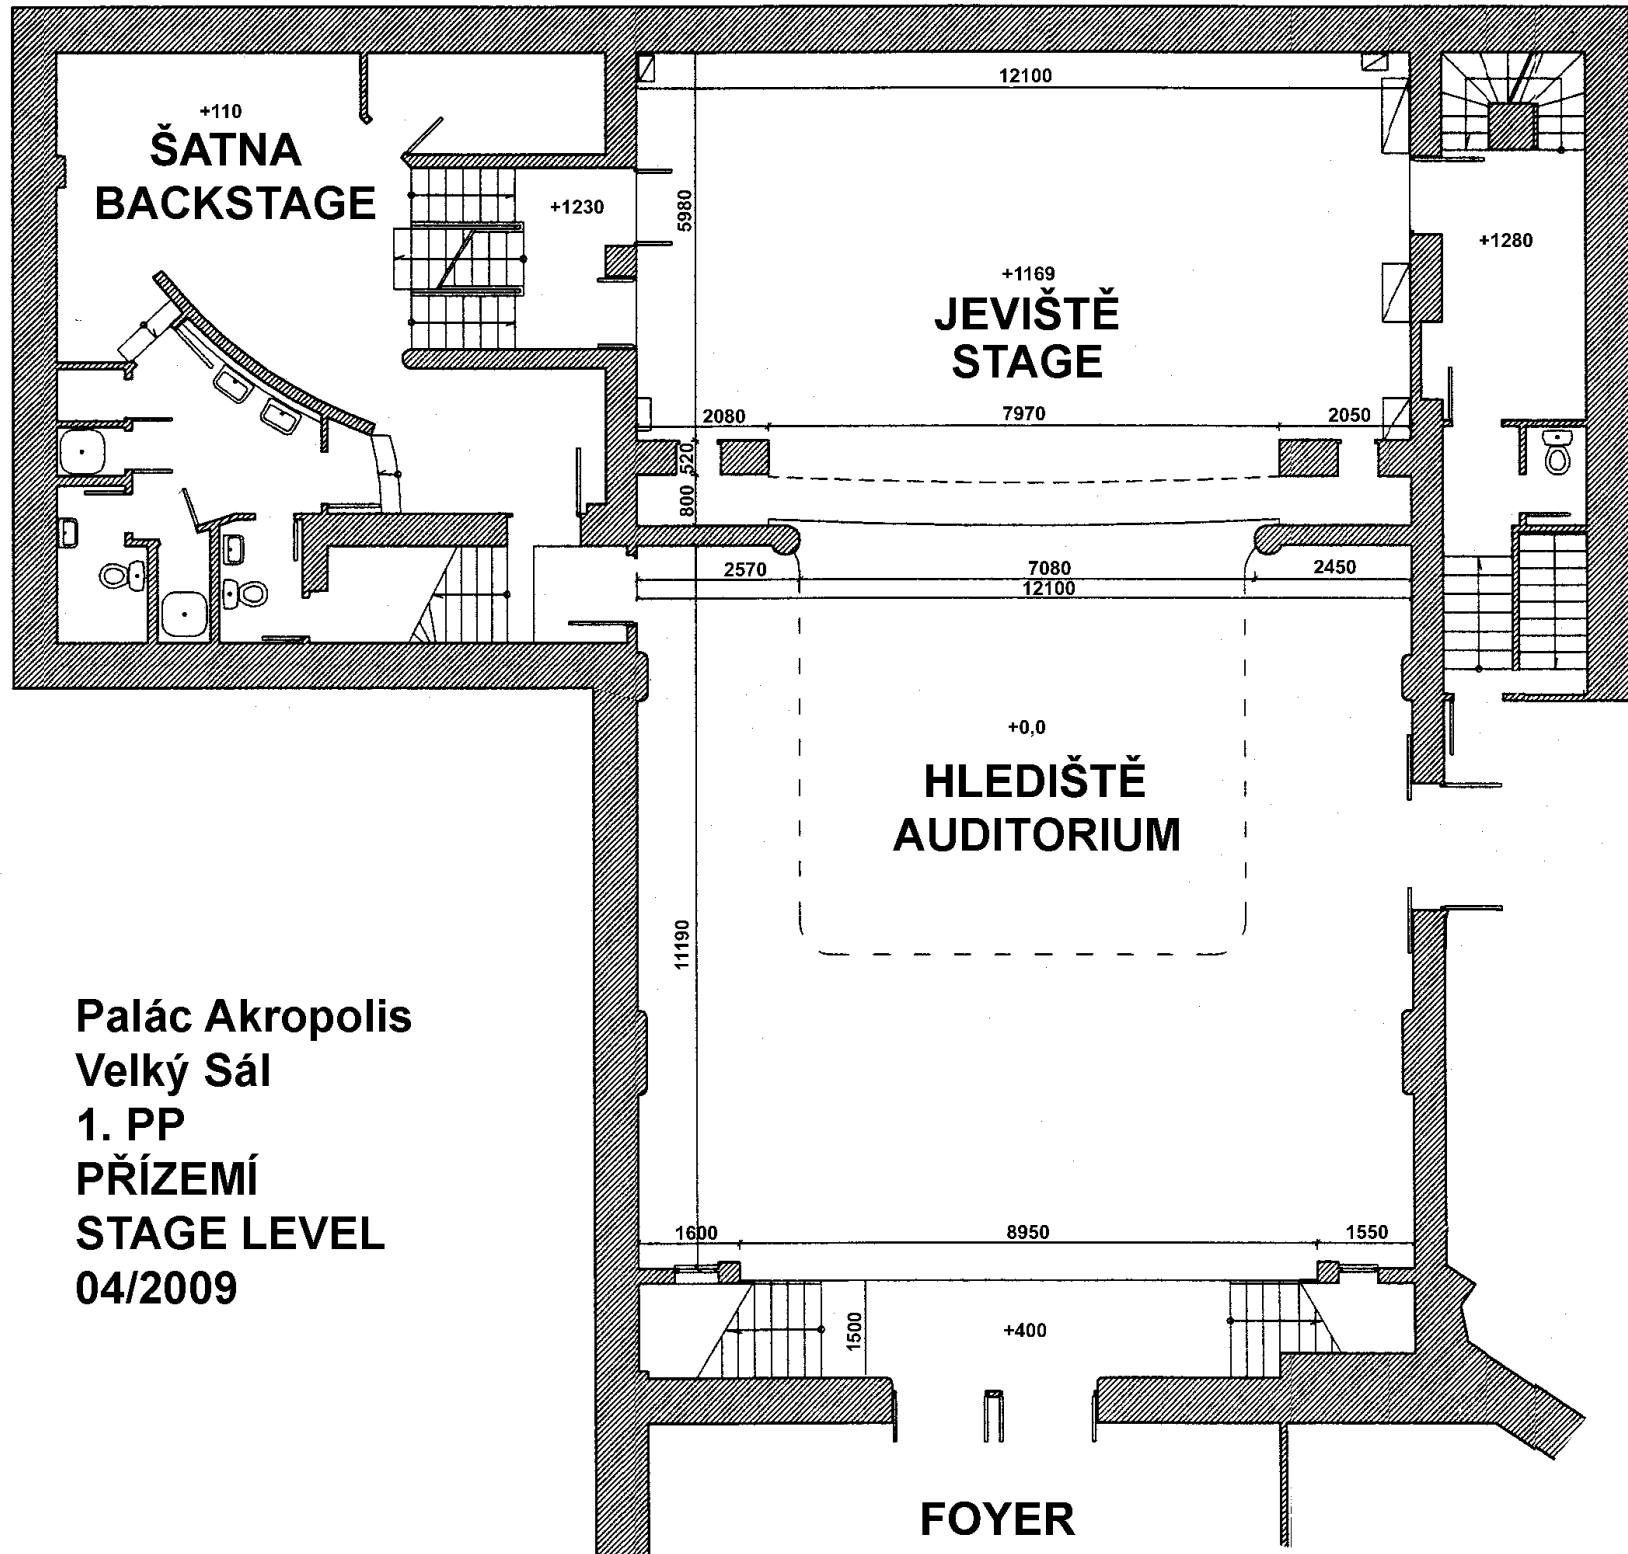 12100
+110
ŠATNA
BACKSTAGE
+1230
5980
+1280
+1169
JEVIŠTĚ
STAGE
2080
7970
2050
520
800
2570
7080
2450
12100
+0,0
HLEDIŠTĚ
AUDITORIUM
11190
Palác Akropolis
Velký Sál
1. PP
PŘÍZEMÍ
STAGE LEVEL
04/2009
1600
8950
1550
1500
+400
FOYER